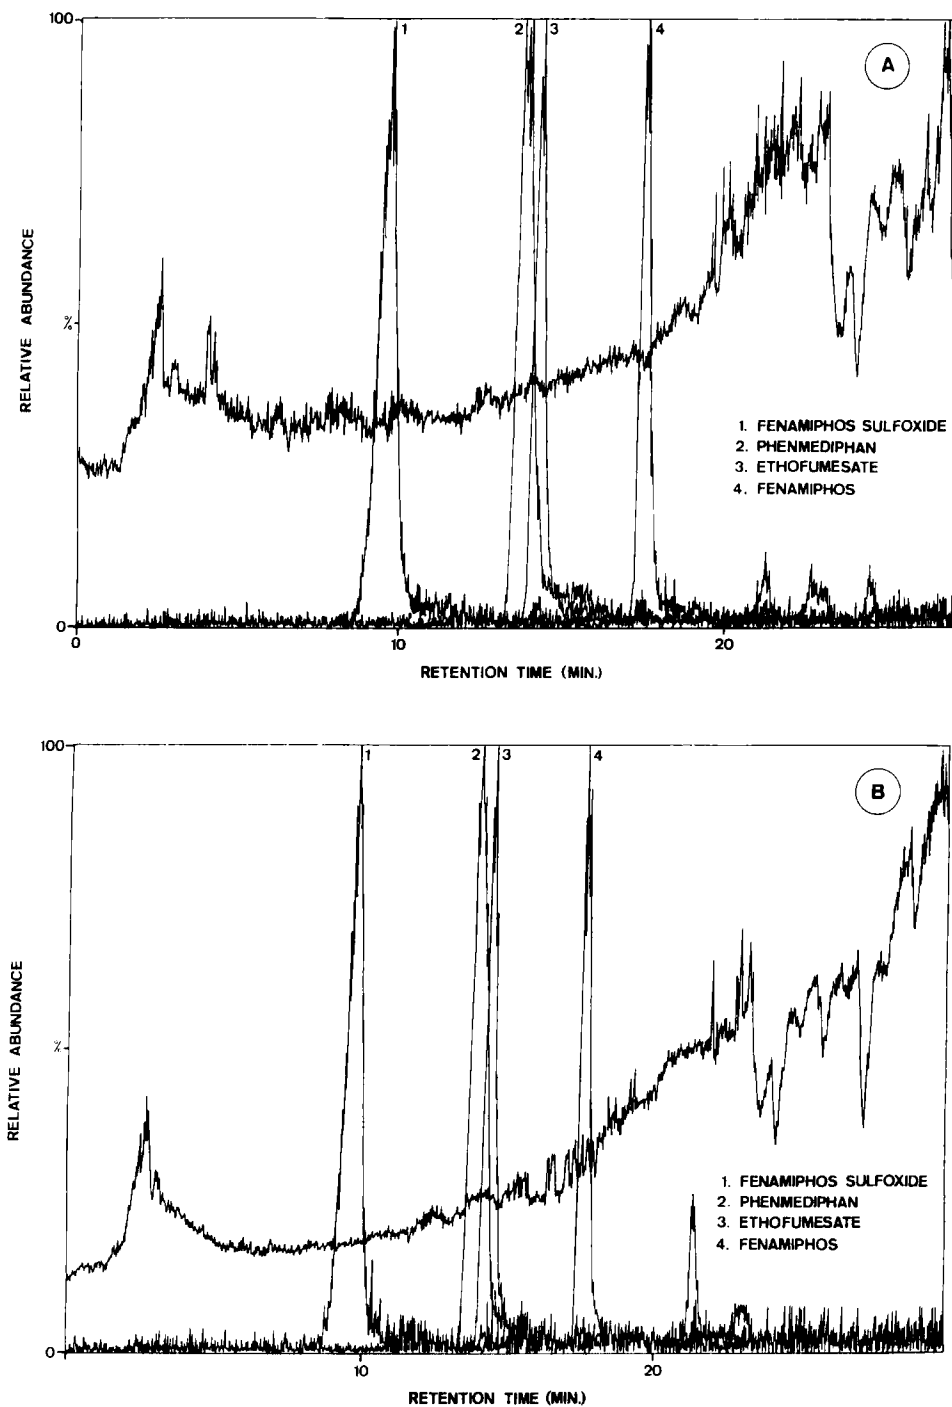 100
1
2
3
4
A
RELATIVE ABUNDANCE
%
1. FENAMIPHOS SULFOXIDE
2. PHENMEDIPHAN
3. ETHOFUMESATE
4. FENAMIPHOS
0
0
10
20
RETENTION TIME (MIN.)
100
1
2
3
4
B
RELATIVE ABUNDANCE
%
1. FENAMIPHOS SULFOXIDE
2. PHENMEDIPHAN
3. ETHOFUMESATE
4. FENAMIPHOS
0
10
20
RETENTION TIME (MIN.)